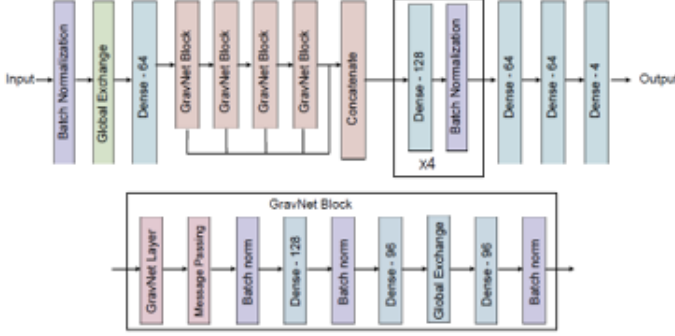 Input
Batch Normalization
Global Exchange
Dense - 64
GravNet Block
GravNet Block
GravNet Block
GravNet Block
Concatenate
Dense - 128
Batch Normalization
x4
Dense - 64
Dense - 64
Dense - 4
Output
GravNet Block
GravNet Layer
Message Passing
Batch norm
Dense - 128
Batch norm
Dense - 96
Global Exchange
Dense - 96
Batch norm